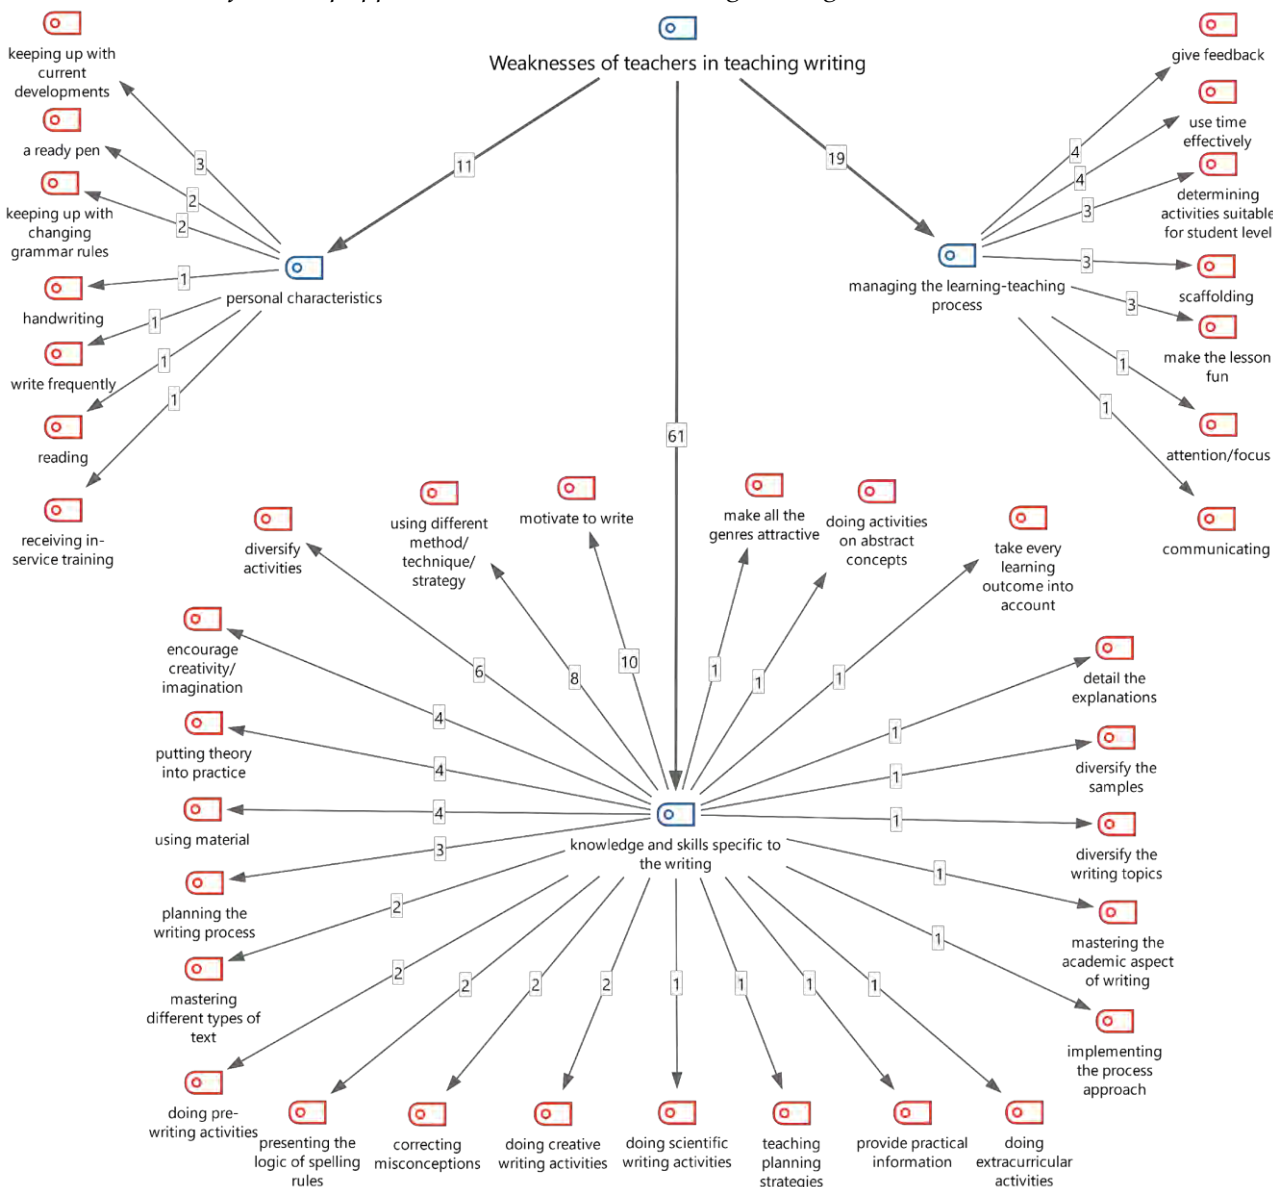 Weaknesses of teachers in teaching writing
11
19
61
keeping up with
current
developments
a ready pen
keeping up with
changing
grammar rules
handwriting
write frequently
reading
receiving in-
service training
3
2
2
1
1
1
1
personal characteristics
give feedback
use time
effectively
determining
activities suitable
for student level
scaffolding
make the lesson
fun
attention/focus
communicating
4
4
3
3
3
1
1
managing the learning-teaching
process
diversify
activities
using different
method/
technique/
strategy
motivate to write
make all the
genres attractive
doing activities
on abstract
concepts
take every
learning
outcome into
account
6
8
10
1
1
1
encourage
creativity/
imagination
putting theory
into practice
using material
planning the
writing process
mastering
different types of
text
doing pre-
writing activities
4
4
4
3
2
2
knowledge and skills specific to
the writing
detail the
explanations
diversify the
samples
diversify the
writing topics
mastering the
academic aspect
of writing
implementing
the process
approach
1
1
1
1
1
2
2
2
1
1
1
1
presenting the
logic of spelling
rules
correcting
misconceptions
doing creative
writing activities
doing scientific
writing activities
teaching
planning
strategies
provide practical
information
doing
extracurricular
activities